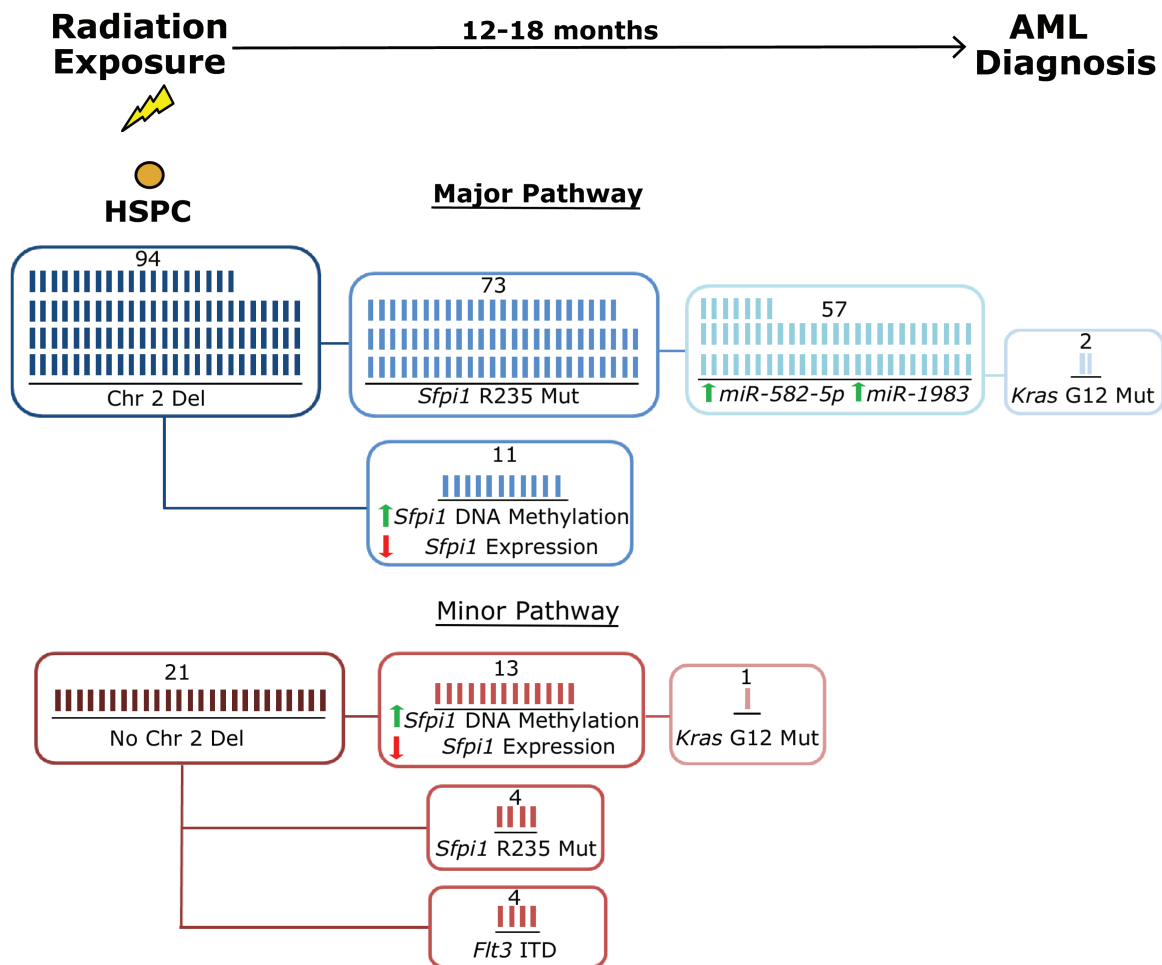 Radiation
Exposure
12-18 months
AML
Diagnosis
HSPC
Major Pathway
94
Chr 2 Del
73
Sfpi1 R235 Mut
57
miR-582-5p miR-1983
2
Kras G12 Mut
11
Sfpi1 DNA Methylation
Sfpi1 Expression
Minor Pathway
21
No Chr 2 Del
13
Sfpi1 DNA Methylation
Sfpi1 Expression
1
Kras G12 Mut
4
Sfpi1 R235 Mut
4
Flt3 ITD